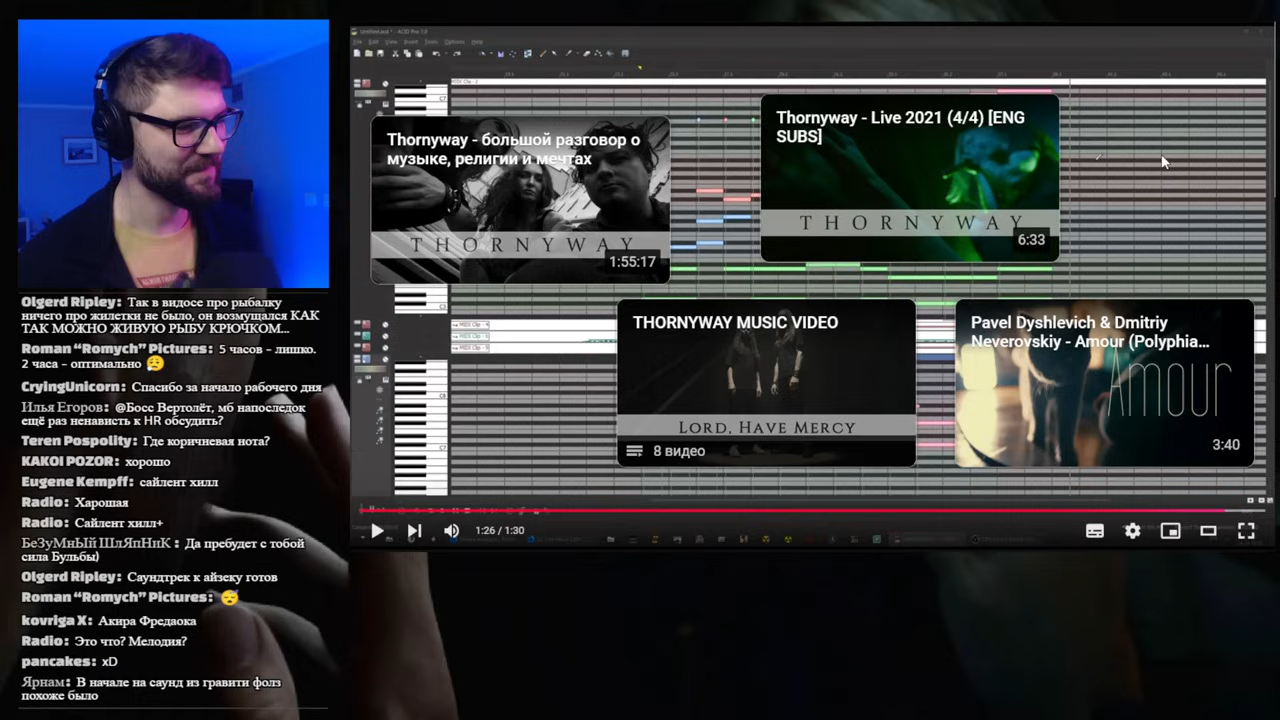 Olgerd Ripley: Так в видосе про рыбалку
ничего про жилетки не было, он возмущался КАК
ТАК МОЖНО ЖИВУЮ РЫБУ КРЮЧКОМ...
Roman “Romych” Pictures: 5 часов - лишко.
2 часа - оптимально
CryingUnicorn: Спасибо за начало рабочего дня
Илья Егоров: @Босс Вертолёт, мб напоследок
ещё раз ненависть к HR обсудить?
Teren Pospolity: Где коричневая нота?
KAKOI POZOR: хорошо
Eugene Kempff: сайлент хилл
Radio: Харошая
Radio: Сайлент хилл+
БеЗуМнЫй ШлЯпНиК: Да пребудет с тобой
сила Бульбы)
Olgerd Ripley: Саундтрек к айзеку готов
Roman “Romych” Pictures:
kovriga X: Акира Фредаока
Radio: Это что? Мелодия?
pancakes: xD
Ярнам: В начале на саунд из гравити фолз
похоже было
Thornyway - большой разговор о
музыке, религии и мечтах
THORNYWAY
1:55:17
Thornyway - Live 2021 (4/4) [ENG
SUBS]
THORNYWAY
6:33
THORNYWAY MUSIC VIDEO
LORD, HAVE MERCY
8 видео
Pavel Dyshlevich & Dmitriy
Neverovskiy - Amour (Polyphia...
Amour
3:40
1:26 / 1:30